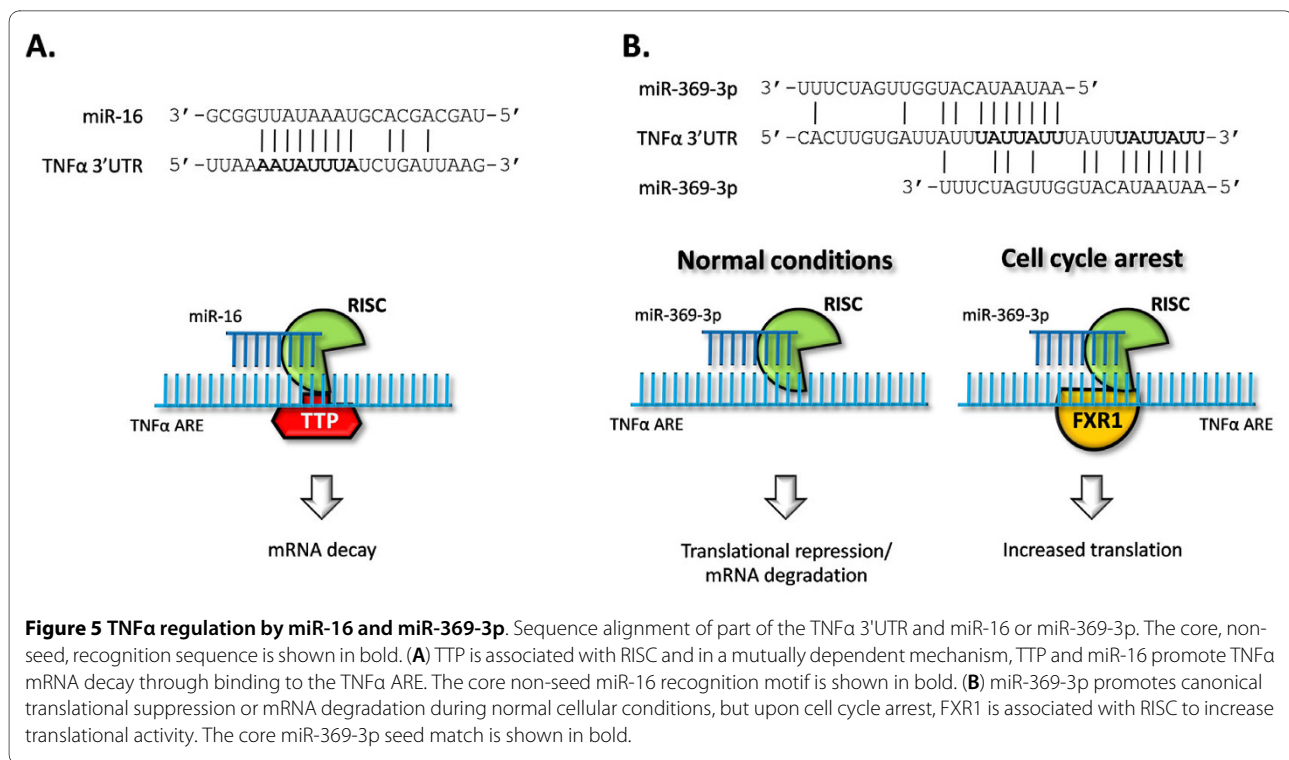 A.
miR-16 3'-GCGGUUAUAAAUGCACGACGAU-5'
TNFα 3'UTR 5'-UUAAAAUAUUUAUCUGAUUAAG-3'
miR-16
RISC
TTP
TNFα ARE
mRNA decay
B.
miR-369-3p 3'-UUUCUAGUUGGUACAUAAUAA-5'
TNFα 3'UTR 5'-CACUUGUGAUUAUUUAUUAUUUAUUUAUUAUU-3'
miR-369-3p 3'-UUUCUAGUUGGUACAUAAUAA-5'
Normal conditions
miR-369-3p
RISC
TNFα ARE
Translational repression/
mRNA degradation
Cell cycle arrest
miR-369-3p
RISC
FXR1
TNFα ARE
Increased translation
Figure 5 TNFα regulation by miR-16 and miR-369-3p. Sequence alignment of part of the TNFα 3'UTR and miR-16 or miR-369-3p. The core, non-
seed, recognition sequence is shown in bold. (A) TTP is associated with RISC and in a mutually dependent mechanism, TTP and miR-16 promote TNFα
mRNA decay through binding to the TNFα ARE. The core non-seed miR-16 recognition motif is shown in bold. (B) miR-369-3p promotes canonical
translational suppression or mRNA degradation during normal cellular conditions, but upon cell cycle arrest, FXR1 is associated with RISC to increase
translational activity. The core miR-369-3p seed match is shown in bold.